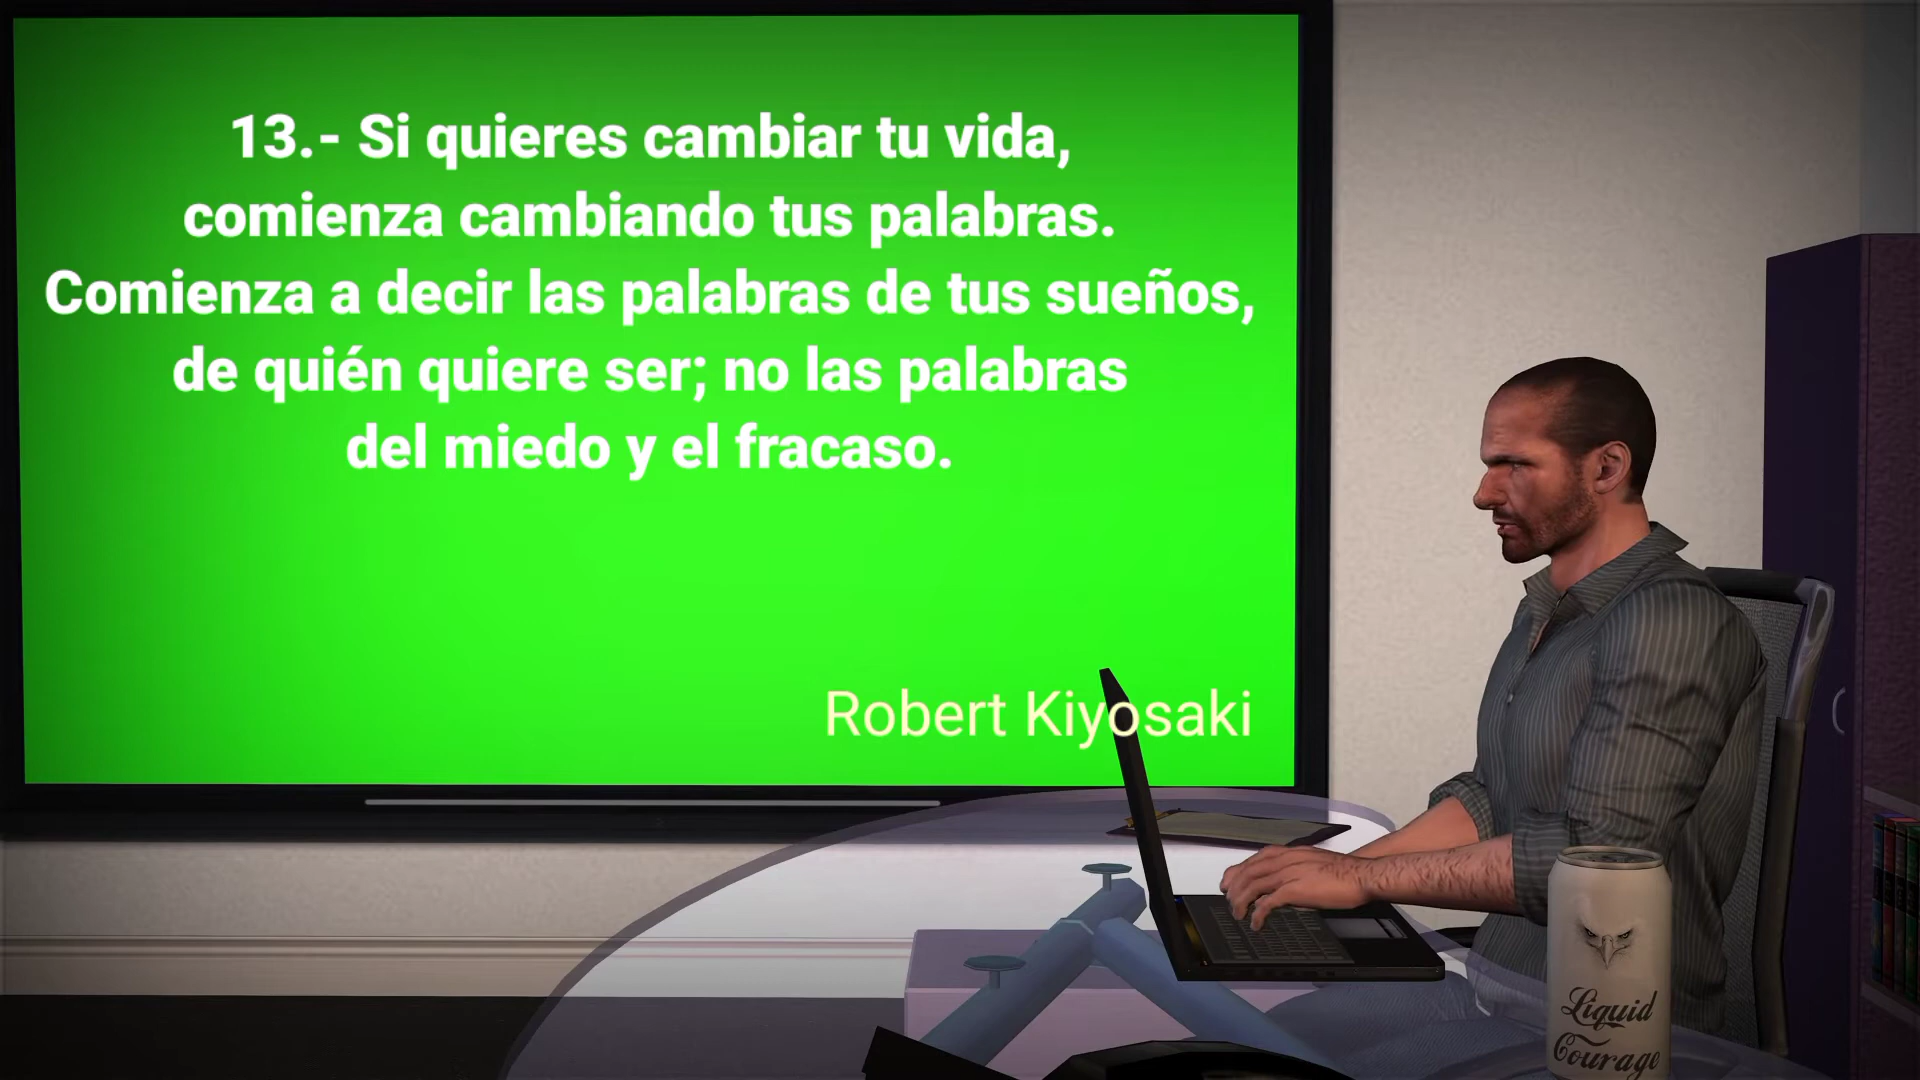 13.- Si quieres cambiar tu vida,
comienza cambiando tus palabras.
Comienza a decir las palabras de tus sueños,
de quién quiere ser; no las palabras
del miedo y el fracaso.
Robert Kiyosaki
Liquid
Courage